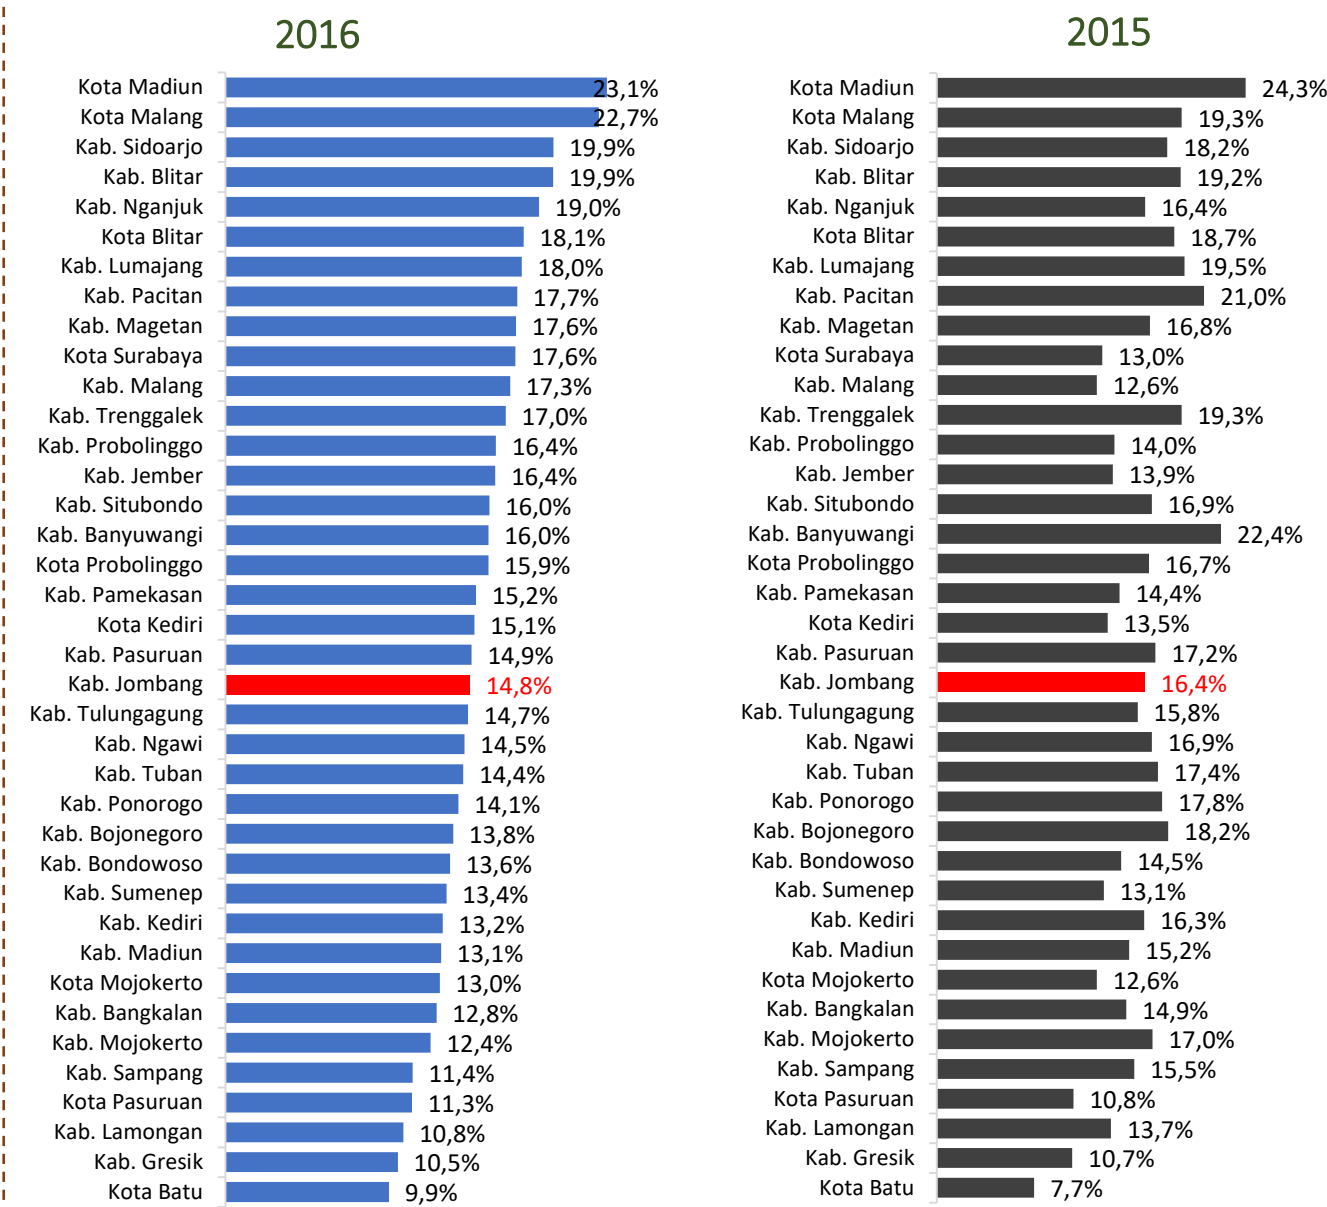 2016
Kota Madiun 23,1%
Kota Malang 22,7%
Kab. Sidoarjo 19,9%
Kab. Blitar 19,9%
Kab. Nganjuk 19,0%
Kota Blitar 18,1%
Kab. Lumajang 18,0%
Kab. Pacitan 17,7%
Kab. Magetan 17,6%
Kota Surabaya 17,6%
Kab. Malang 17,3%
Kab. Trenggalek 17,0%
Kab. Probolinggo 16,4%
Kab. Jember 16,4%
Kab. Situbondo 16,0%
Kab. Banyuwangi 16,0%
Kota Probolinggo 15,9%
Kab. Pamekasan 15,2%
Kota Kediri 15,1%
Kab. Pasuruan 14,9%
Kab. Jombang 14,8%
Kab. Tulungagung 14,7%
Kab. Ngawi 14,5%
Kab. Tuban 14,4%
Kab. Ponorogo 14,1%
Kab. Bojonegoro 13,8%
Kab. Bondowoso 13,6%
Kab. Sumenep 13,4%
Kab. Kediri 13,2%
Kab. Madiun 13,1%
Kota Mojokerto 13,0%
Kab. Bangkalan 12,8%
Kab. Mojokerto 12,4%
Kab. Sampang 11,4%
Kota Pasuruan 11,3%
Kab. Lamongan 10,8%
Kab. Gresik 10,5%
Kota Batu 9,9%
2015
Kota Madiun 24,3%
Kota Malang 19,3%
Kab. Sidoarjo 18,2%
Kab. Blitar 19,2%
Kab. Nganjuk 16,4%
Kota Blitar 18,7%
Kab. Lumajang 19,5%
Kab. Pacitan 21,0%
Kab. Magetan 16,8%
Kota Surabaya 13,0%
Kab. Malang 12,6%
Kab. Trenggalek 19,3%
Kab. Probolinggo 14,0%
Kab. Jember 13,9%
Kab. Situbondo 16,9%
Kab. Banyuwangi 22,4%
Kota Probolinggo 16,7%
Kab. Pamekasan 14,4%
Kota Kediri 13,5%
Kab. Pasuruan 17,2%
Kab. Jombang 16,4%
Kab. Tulungagung 15,8%
Kab. Ngawi 16,9%
Kab. Tuban 17,4%
Kab. Ponorogo 17,8%
Kab. Bojonegoro 18,2%
Kab. Bondowoso 14,5%
Kab. Sumenep 13,1%
Kab. Kediri 16,3%
Kab. Madiun 15,2%
Kota Mojokerto 12,6%
Kab. Bangkalan 14,9%
Kab. Mojokerto 17,0%
Kab. Sampang 15,5%
Kota Pasuruan 10,8%
Kab. Lamongan 13,7%
Kab. Gresik 10,7%
Kota Batu 7,7%